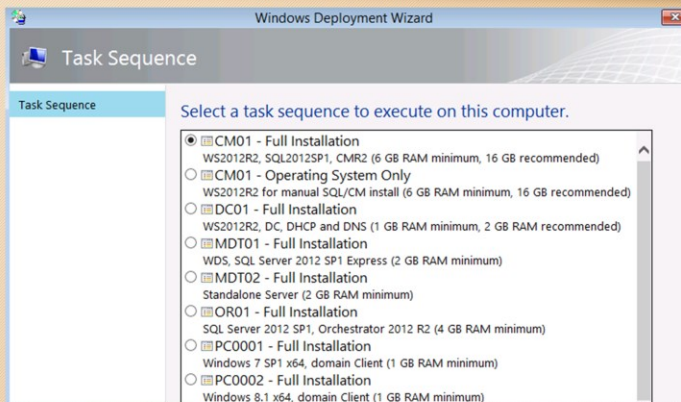 Windows Deployment Wizard
Task Sequence
Task Sequence
Select a task sequence to execute on this computer.
CM01 - Full Installation
WS2012R2, SQL2012SP1, CMR2 (6 GB RAM minimum, 16 GB recommended)
CM01 - Operating System Only
WS2012R2 for manual SQL/CM install (6 GB RAM minimum, 16 GB recommended)
DC01 - Full Installation
WS2012R2, DC, DHCP and DNS (1 GB RAM minimum, 2 GB RAM recommended)
MDT01 - Full Installation
WDS, SQL Server 2012 SP1 Express (2 GB RAM minimum)
MDT02 - Full Installation
Standalone Server (2 GB RAM minimum)
OR01 - Full Installation
SQL Server 2012 SP1, Orchestrator 2012 R2 (4 GB RAM minimum)
PC0001 - Full Installation
Windows 7 SP1 x64, domain Client (1 GB RAM minimum)
PC0002 - Full Installation
Windows 8.1 x64, domain Client (1 GB RAM minimum)